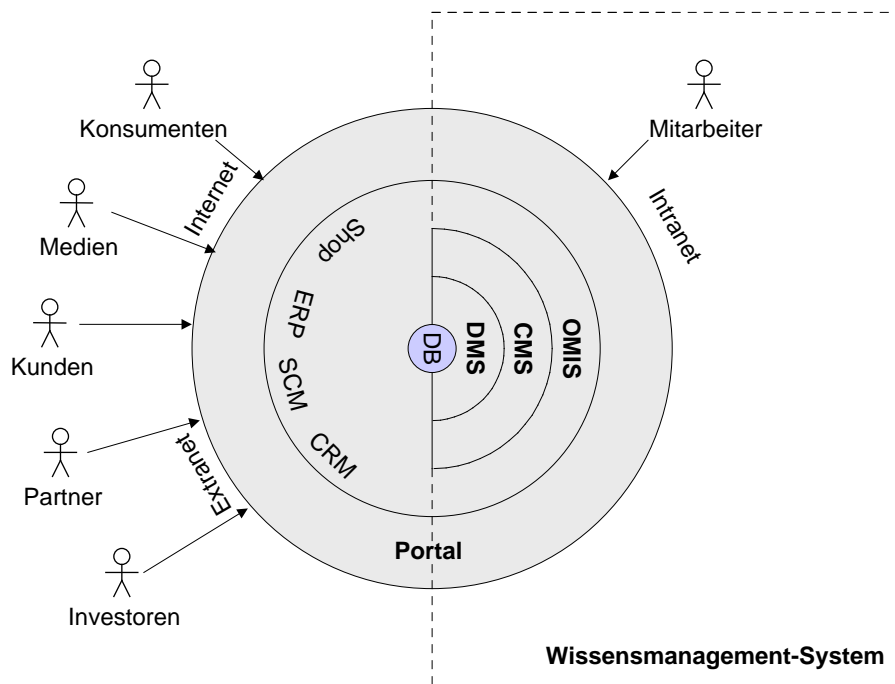 Konsumenten
Mitarbeiter
Internet
Medien
Intranet
Shop
ERP
Kunden
DB
DMS
CMS
OMIS
SCM
CRM
Partner
Extranet
Portal
Investoren
Wissensmanagement-System